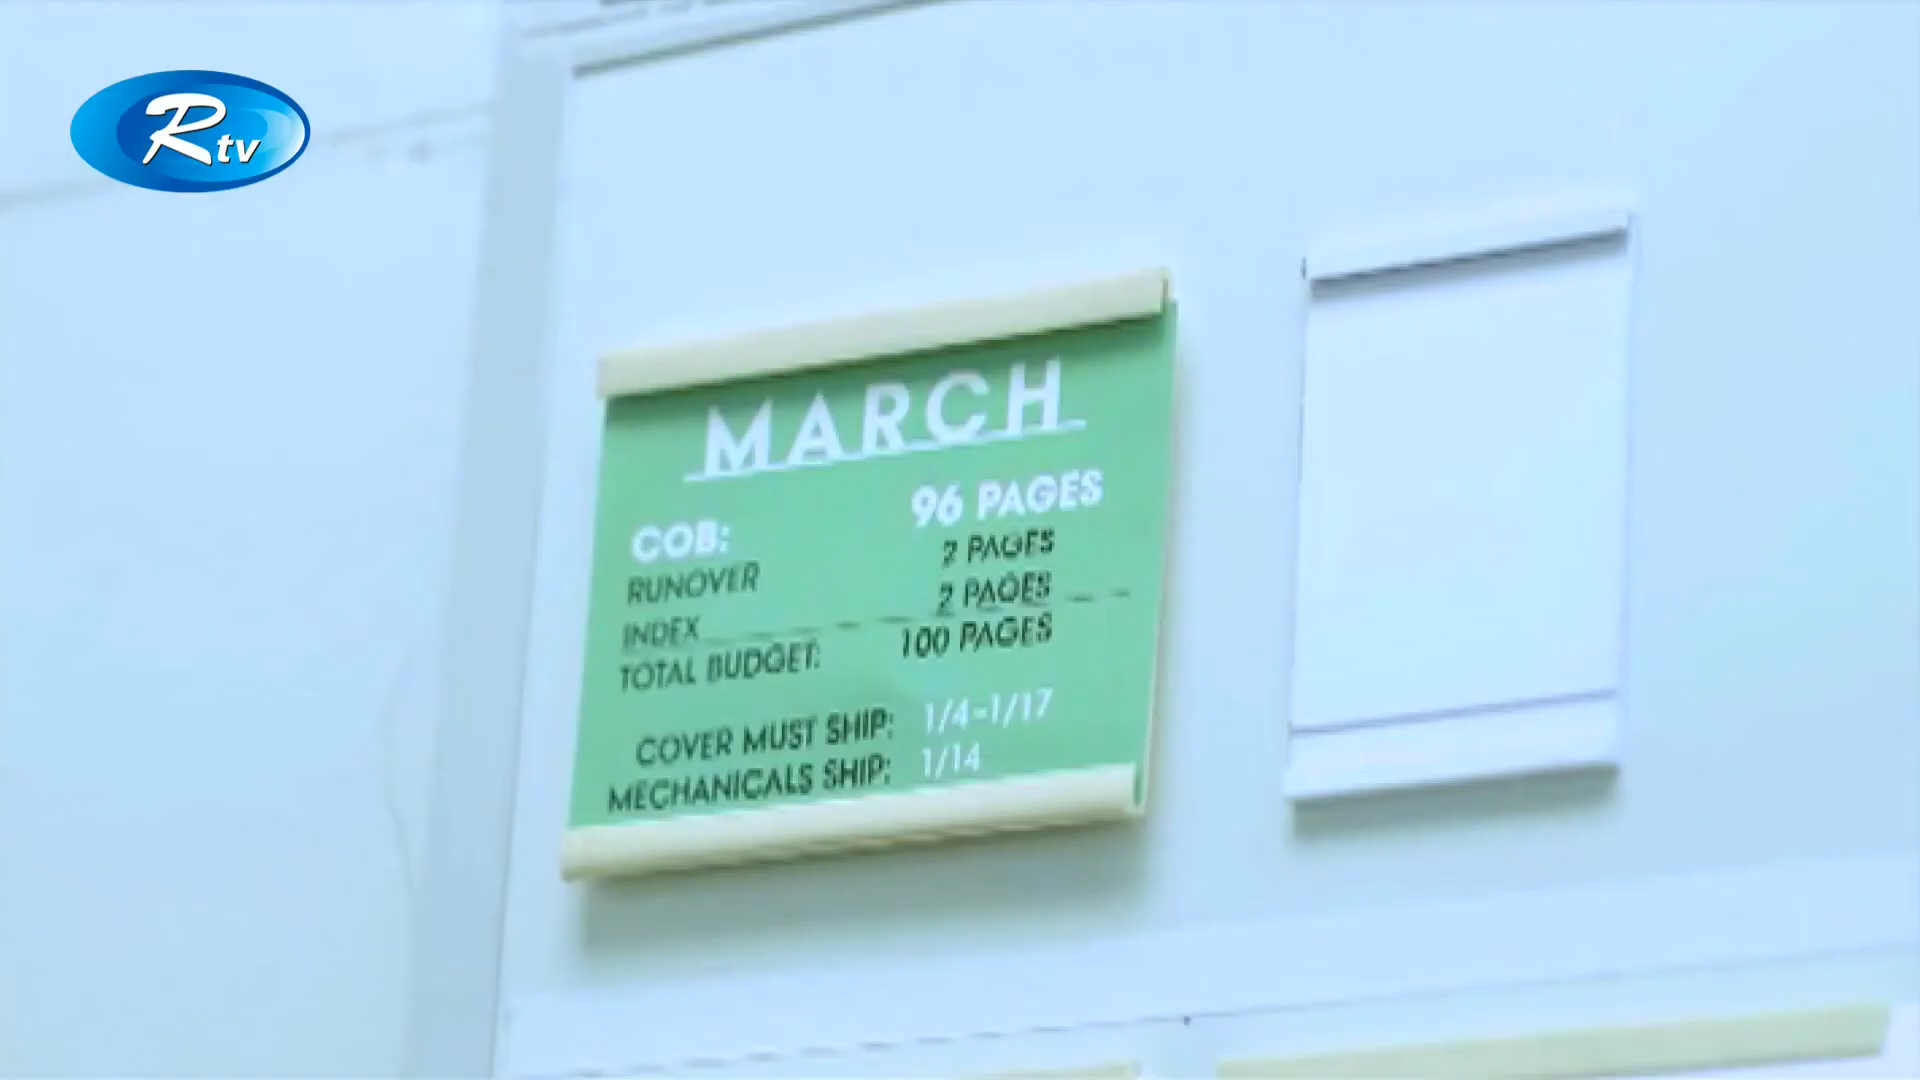 Rtv
MARCH
COB: 96 PAGES
RUNOVER 2 PAGES
INDEX 2 PAGES
TOTAL BUDGET: 100 PAGES
COVER MUST SHIP: 1/4-1/17
MECHANICALS SHIP: 1/14